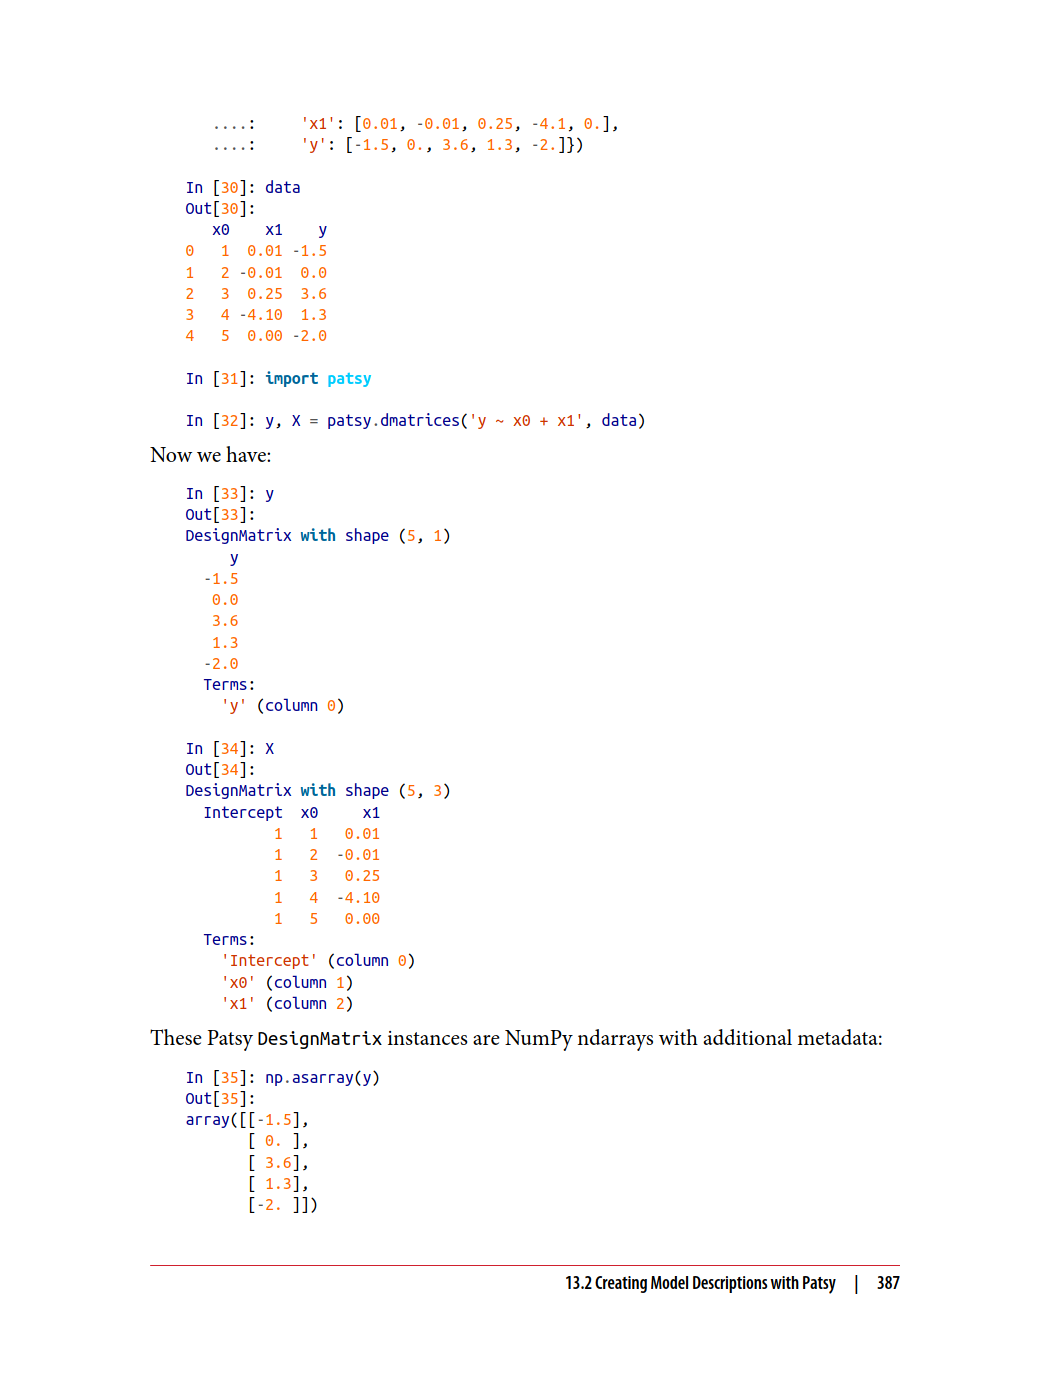 ....:     'x1': [0.01, -0.01, 0.25, -4.1, 0.],
   ....:     'y': [-1.5, 0., 3.6, 1.3, -2.]})
In [30]: data
Out[30]:
   x0    x1    y
0   1  0.01 -1.5
1   2 -0.01  0.0
2   3  0.25  3.6
3   4 -4.10  1.3
4   5  0.00 -2.0
In [31]: import patsy
In [32]: y, X = patsy.dmatrices('y ~ x0 + x1', data)
Now we have:
In [33]: y
Out[33]:
DesignMatrix with shape (5, 1)
     y
  -1.5
   0.0
   3.6
   1.3
  -2.0
  Terms:
    'y' (column 0)
In [34]: X
Out[34]:
DesignMatrix with shape (5, 3)
  Intercept  x0     x1
          1   1   0.01
          1   2  -0.01
          1   3   0.25
          1   4  -4.10
          1   5   0.00
  Terms:
    'Intercept' (column 0)
    'x0' (column 1)
    'x1' (column 2)
These Patsy DesignMatrix instances are NumPy ndarrays with additional metadata:
In [35]: np.asarray(y)
Out[35]:
array([[-1.5],
       [ 0. ],
       [ 3.6],
       [ 1.3],
       [-2. ]])
13.2 Creating Model Descriptions with Patsy | 387